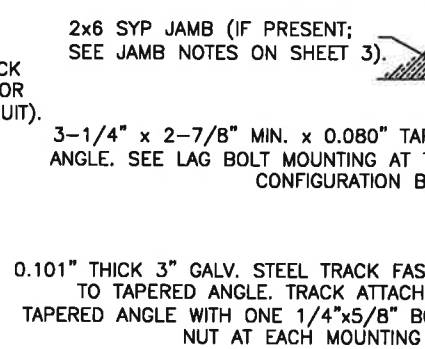 2x6 SYP JAMB (IF PRESENT;
SEE JAMB NOTES ON SHEET 3).
CK
OR
UIT).
3-1/4" x 2-7/8" MIN. x 0.080" TAP
ANGLE. SEE LAG BOLT MOUNTING AT
CONFIGURATION B
0.101" THICK 3" GALV. STEEL TRACK FAS
TO TAPERED ANGLE. TRACK ATTACH
TAPERED ANGLE WITH ONE 1/4"x5/8" BO
NUT AT EACH MOUNTING